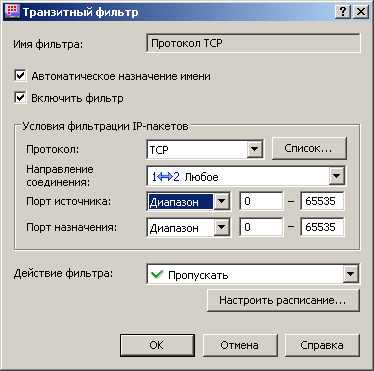 Транзитный фильтр
Имя фильтра: Протокол TCP
Автоматическое назначение имени
Включить фильтр
Условия фильтрации IP-пакетов
Протокол: TCP Список...
Направление
соединения: 1⇔2 Любое
Порт источника: Диапазон 0 – 65535
Порт назначения: Диапазон 0 – 65535
Действие фильтра: Пропускать
Настроить расписание...
OK Отмена Справка